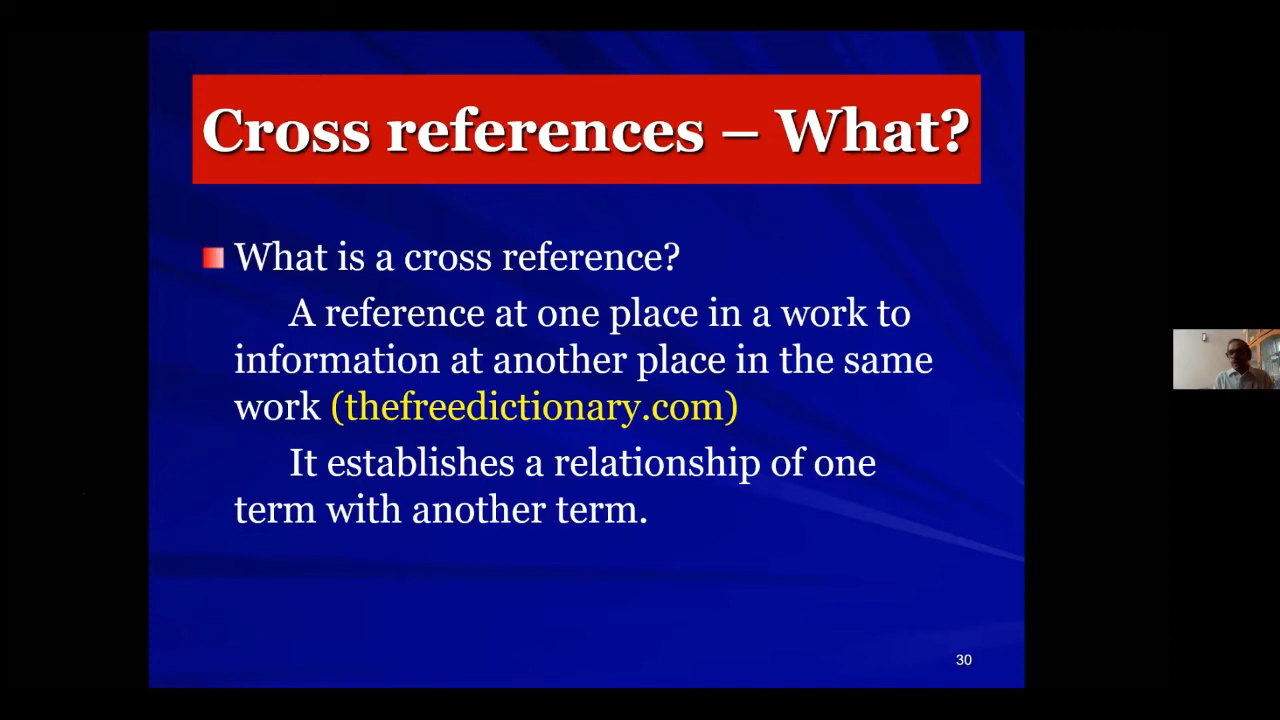 Cross references – What?
What is a cross reference?
A reference at one place in a work to
information at another place in the same
work (thefreedictionary.com)
It establishes a relationship of one
term with another term.
30